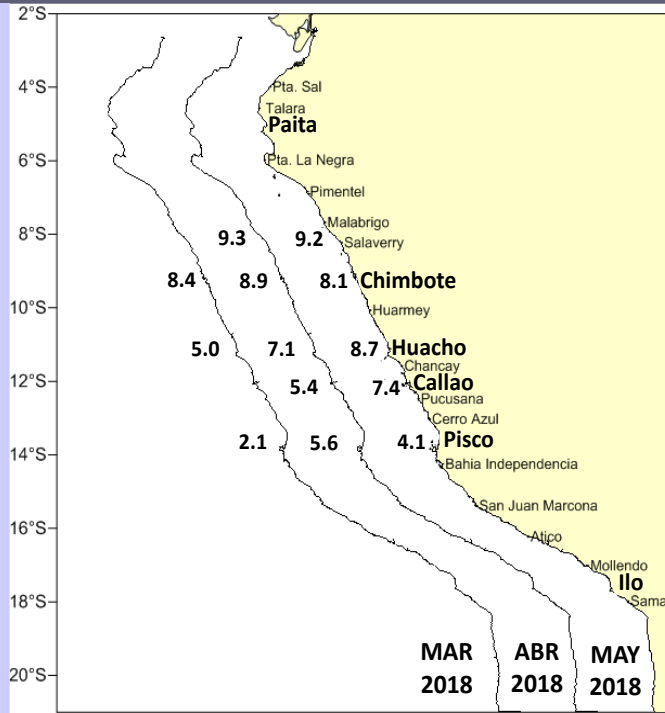 2°S
4°S
Pta. Sal
Talara
Paita
6°S
Pta. La Negra
Pimentel
8°S
Malabrigo
9.3
9.2
Salaverry
8.4
8.9
8.1
Chimbote
10°S
Huarmey
5.0
7.1
8.7
Huacho
Chancay
12°S
5.4
7.4
Callao
Pucusana
Cerro Azul
14°S
2.1
5.6
4.1
Pisco
Bahia Independencia
San Juan Marcona
16°S
Atico
Mollendo
Ilo
18°S
Sama
20°S
MAR
2018
ABR
2018
MAY
2018